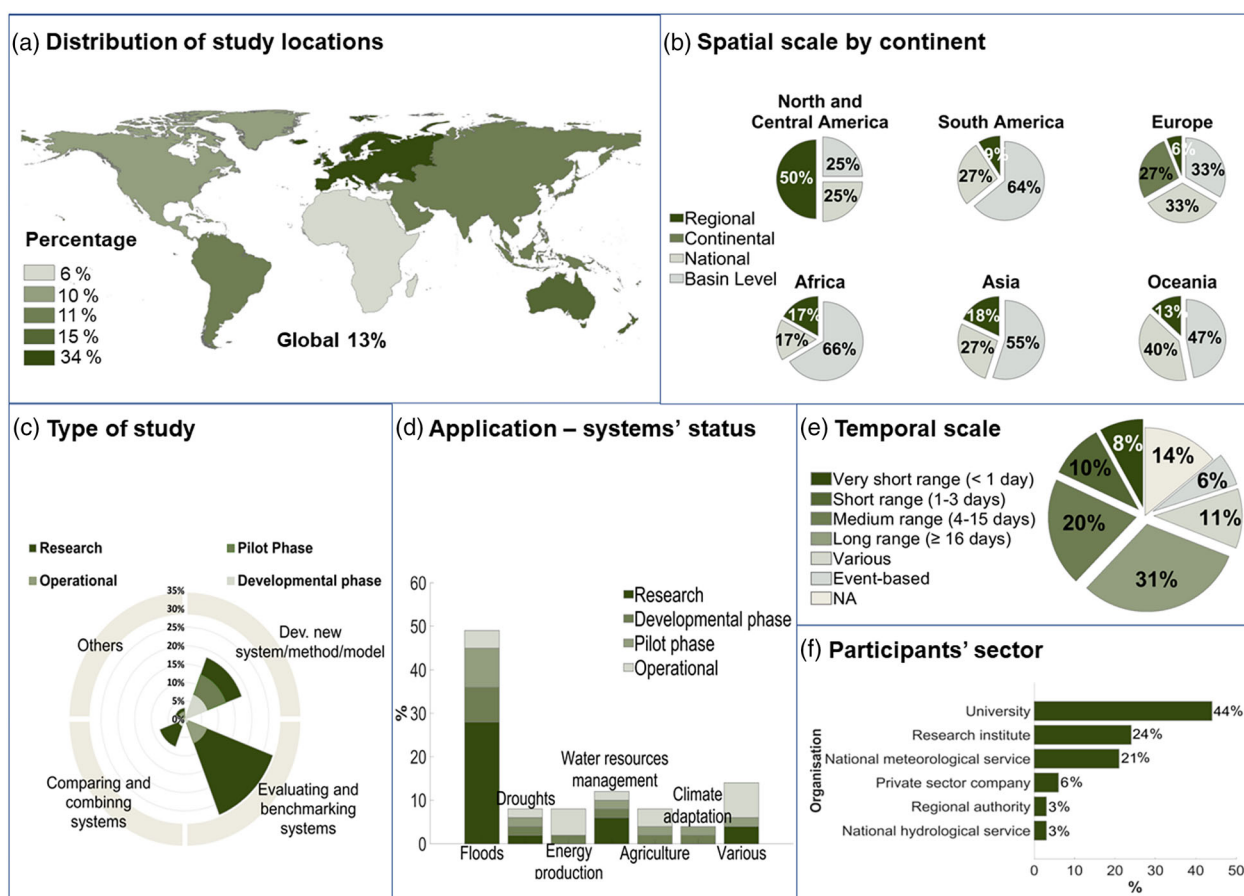 (a) Distribution of study locations
Percentage
6 %
10 %
11 %
15 %
34 %
Global 13%
(b) Spatial scale by continent
North and
Central America
South America
Europe
Regional
Continental
National
Basin Level
50%
25%
25%
9%
27%
64%
6%
27%
33%
33%
Africa
Asia
Oceania
17%
17%
66%
18%
27%
55%
13%
40%
47%
(c) Type of study
Research
Pilot Phase
Operational
Developmental phase
35%
30%
25%
20%
15%
10%
5%
0%
Others
Dev. new
system/method/model
Comparing and
combinng
systems
Evaluating and
benchmarking
systems
(d) Application – systems' status
Research
Developmental phase
Pilot phase
Operational
60
50
40
30
20
10
0
%
Floods
Droughts
Energy
production
Water resources
management
Agriculture
Climate
adaptation
Various
(e) Temporal scale
Very short range (< 1 day)
Short range (1-3 days)
Medium range (4-15 days)
Long range (≥ 16 days)
Various
Event-based
NA
8%
14%
10%
6%
20%
11%
31%
(f) Participants' sector
Organisation
University
44%
Research institute
24%
National meteorological service
21%
Private sector company
6%
Regional authority
3%
National hydrological service
3%
0 10 20 30 40 50
%